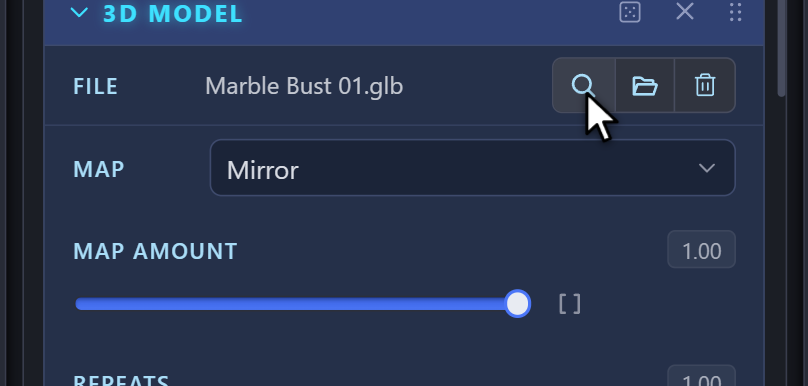 3D MODEL
FILE Marble Bust 01.glb
MAP Mirror
MAP AMOUNT 1.00
[ ]
REPEATS 1.00